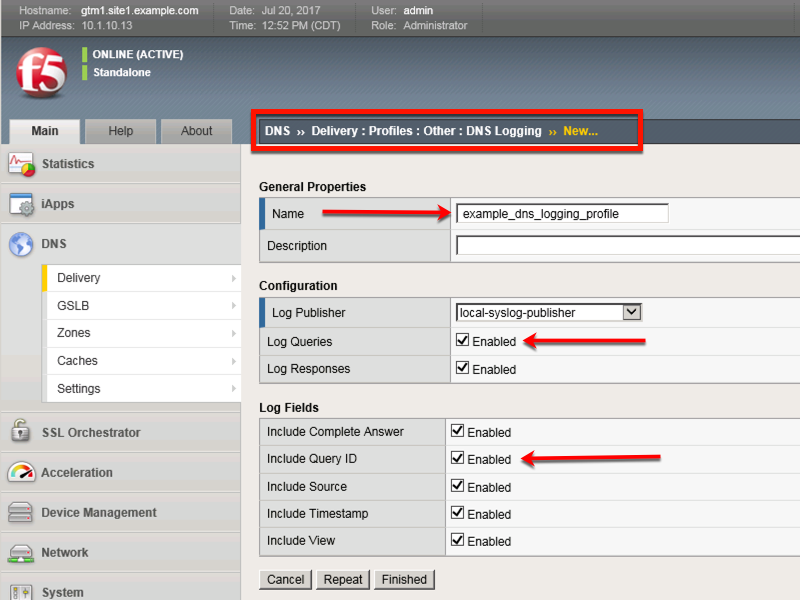 Hostname: gtm1.site1.example.com Date: Jul 20, 2017 User: admin
IP Address: 10.1.10.13 Time: 12:52 PM (CDT) Role: Administrator
f5
ONLINE (ACTIVE)
Standalone
Main Help About
DNS ›› Delivery : Profiles : Other : DNS Logging ›› New...
Statistics
iApps
DNS
Delivery
GSLB
Zones
Caches
Settings
SSL Orchestrator
Acceleration
Device Management
Network
System
General Properties
Name example_dns_logging_profile
Description
Configuration
Log Publisher local-syslog-publisher
Log Queries Enabled
Log Responses Enabled
Log Fields
Include Complete Answer Enabled
Include Query ID Enabled
Include Source Enabled
Include Timestamp Enabled
Include View Enabled
Cancel Repeat Finished